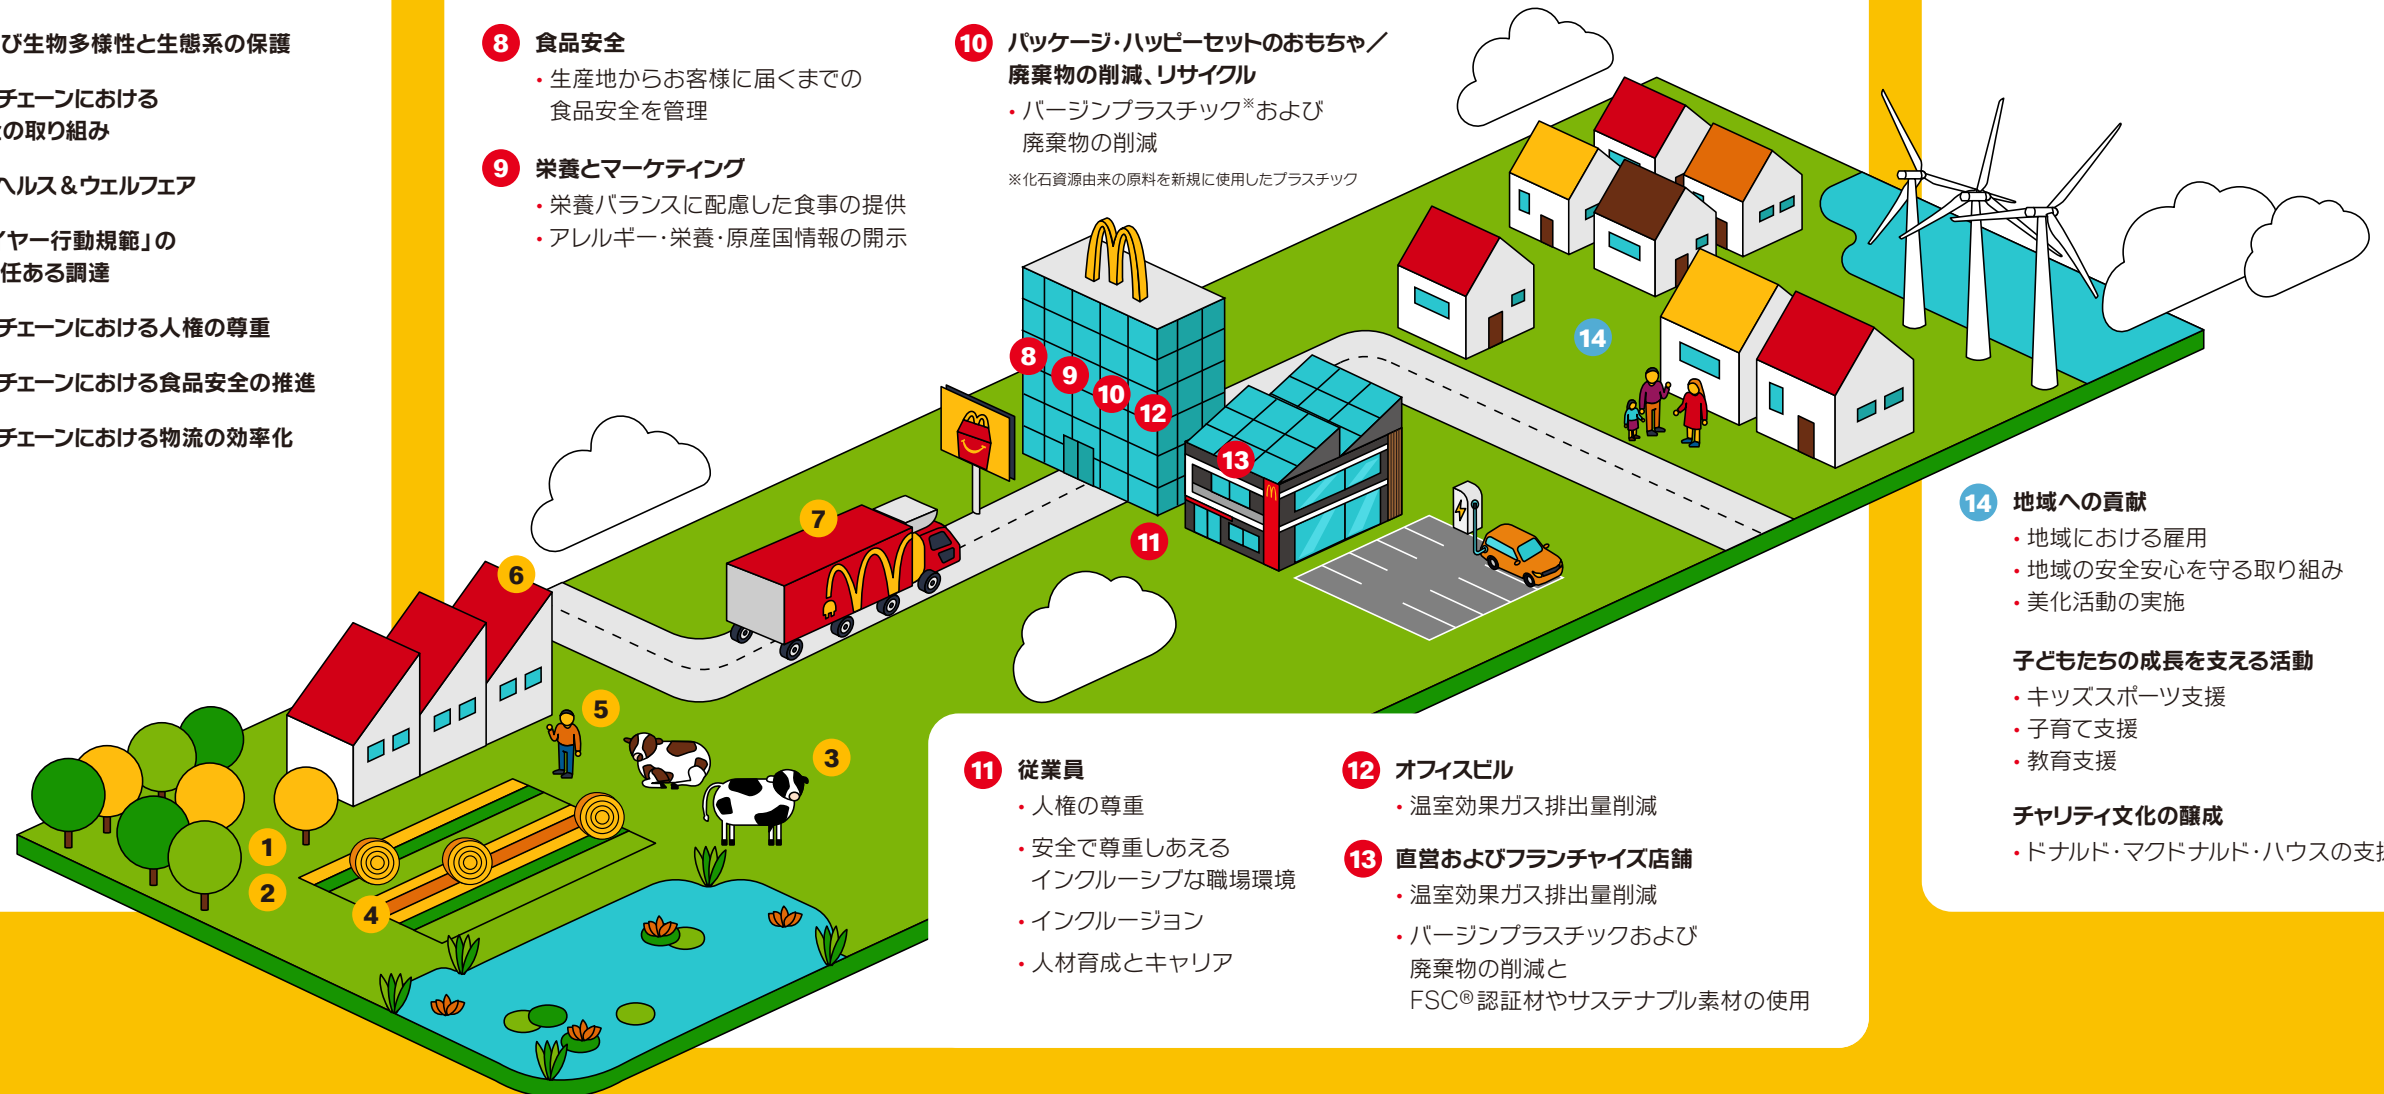 び生物多様性と生態系の保護
チェーンにおける
の取り組み
ヘルス＆ウェルフェア
ヤー行動規範」の
任ある調達
チェーンにおける人権の尊重
チェーンにおける食品安全の推進
チェーンにおける物流の効率化
8 食品安全
・生産地からお客様に届くまでの
食品安全を管理
9 栄養とマーケティング
・栄養バランスに配慮した食事の提供
・アレルギー・栄養・原産国情報の開示
10 パッケージ・ハッピーセットのおもちゃ／
廃棄物の削減、リサイクル
・バージンプラスチック※および
廃棄物の削減
※化石資源由来の原料を新規に使用したプラスチック
14
8
9
10
12
13
11
7
6
5
3
1
2
4
11 従業員
・人権の尊重
・安全で尊重しあえる
インクルーシブな職場環境
・インクルージョン
・人材育成とキャリア
12 オフィスビル
・温室効果ガス排出量削減
13 直営およびフランチャイズ店舗
・温室効果ガス排出量削減
・バージンプラスチックおよび
廃棄物の削減と
FSC®認証材やサステナブル素材の使用
14 地域への貢献
・地域における雇用
・地域の安全安心を守る取り組み
・美化活動の実施
子どもたちの成長を支える活動
・キッズスポーツ支援
・子育て支援
・教育支援
チャリティ文化の醸成
・ドナルド・マクドナルド・ハウスの支